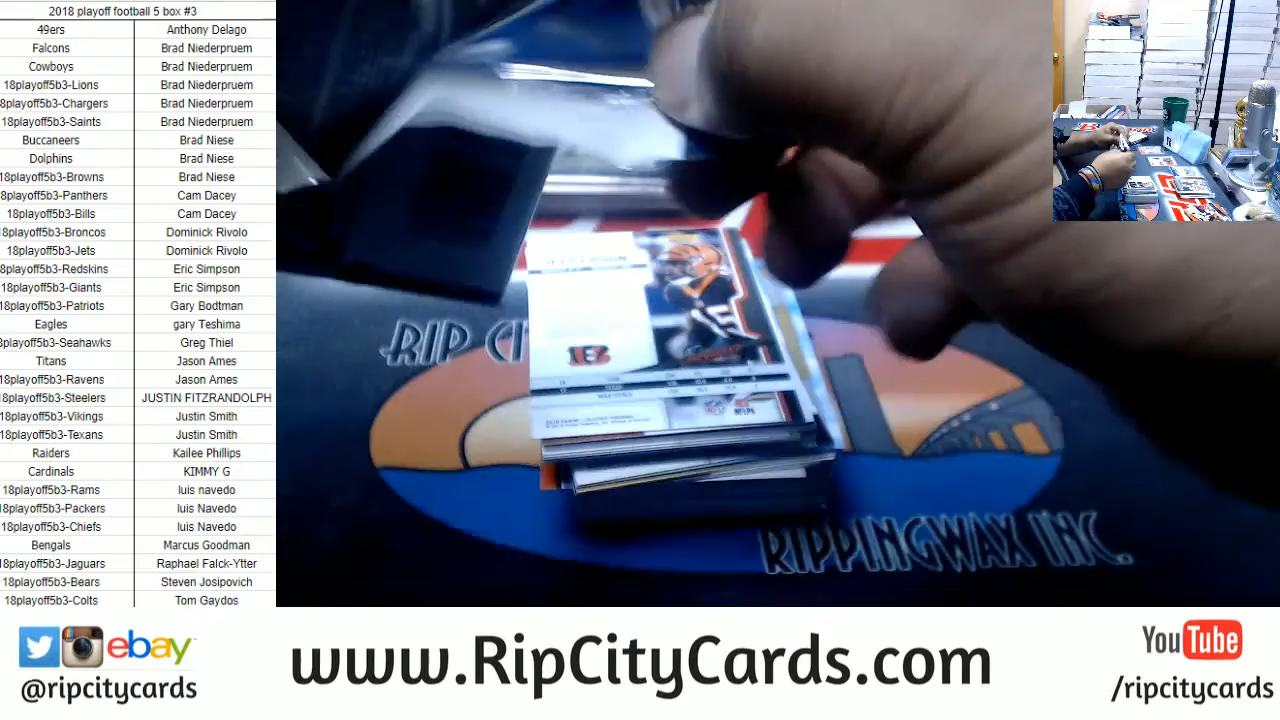 2018 playoff football 5 box #3
49ers Anthony Delago
Falcons Brad Niederpruem
Cowboys Brad Niederpruem
18playoff5b3-Lions Brad Niederpruem
8playoff5b3-Chargers Brad Niederpruem
18playoff5b3-Saints Brad Niederpruem
Buccaneers Brad Niese
Dolphins Brad Niese
18playoff5b3-Browns Brad Niese
8playoff5b3-Panthers Cam Dacey
18playoff5b3-Bills Cam Dacey
8playoff5b3-Broncos Dominick Rivolo
18playoff5b3-Jets Dominick Rivolo
8playoff5b3-Redskins Eric Simpson
18playoff5b3-Giants Eric Simpson
8playoff5b3-Patriots Gary Bodtman
Eagles gary Teshima
8playoff5b3-Seahawks Greg Thiel
Titans Jason Ames
18playoff5b3-Ravens Jason Ames
8playoff5b3-Steelers JUSTIN FITZRANDOLPH
18playoff5b3-Vikings Justin Smith
18playoff5b3-Texans Justin Smith
Raiders Kailee Phillips
Cardinals KIMMY G
18playoff5b3-Rams luis navedo
8playoff5b3-Packers luis Navedo
18playoff5b3-Chiefs luis Navedo
Bengals Marcus Goodman
8playoff5b3-Jaguars Raphael Falck-Ytter
18playoff5b3-Bears Steven Josipovich
18playoff5b3-Colts Tom Gaydos
RIP CI
RIPPINGWAX INC.
ebay
@ripcitycards
www.RipCityCards.com
YouTube
/ripcitycards